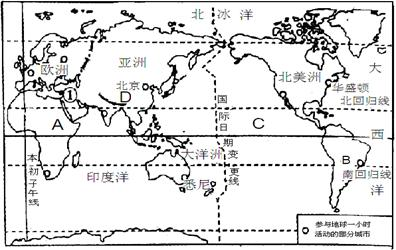 北冰洋
欧洲
亚洲
北京
北美洲
华盛顿
大
西
洋
①
D
国际日期变更线
北回归线
A
C
大洋洲
B
本初子午线
印度洋
悉尼
南回归线
参与地球一小时
活动的部分城市